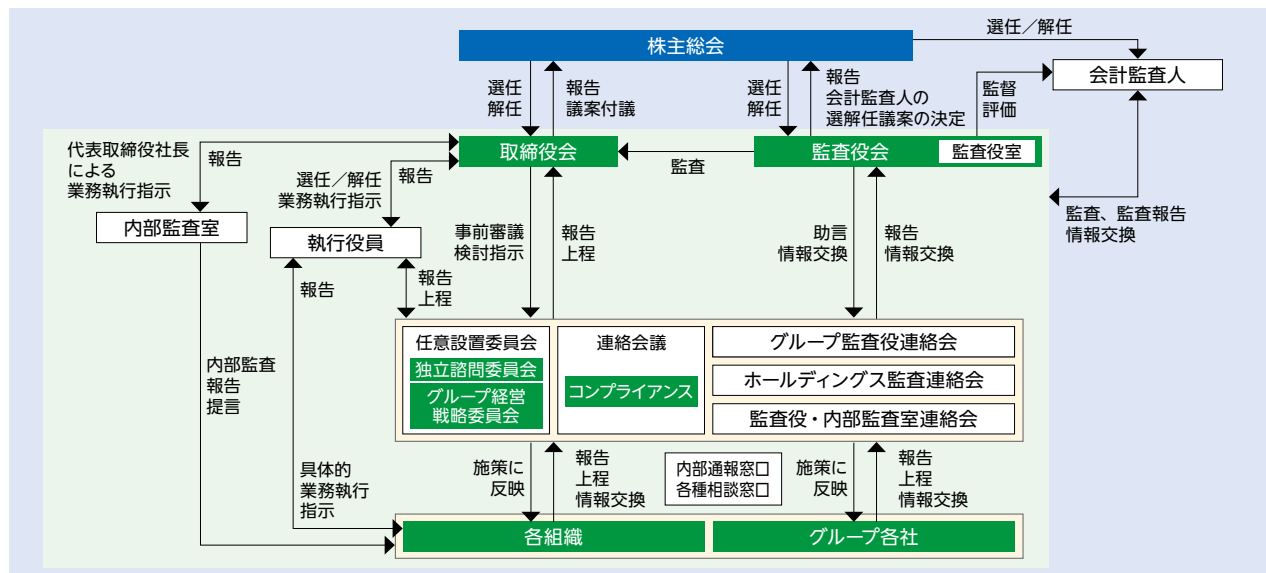 株主総会
選任／解任
会計監査人
選任
解任
報告
議案付議
選任
解任
報告
会計監査人の
選解任議案の決定
監督
評価
取締役会
監査
監査役会
監査役室
代表取締役社長
による
業務執行指示
報告
選任／解任
業務執行指示
報告
内部監査室
執行役員
監査、監査報告
情報交換
事前審議
検討指示
報告
上程
助言
情報交換
報告
情報交換
報告
報告
上程
任意設置委員会
独立諮問委員会
グループ経営
戦略委員会
連絡会議
コンプライアンス
グループ監査役連絡会
ホールディングス監査連絡会
監査役・内部監査室連絡会
内部監査
報告
提言
具体的
業務執行
指示
施策に
反映
報告
上程
情報交換
内部通報窓口
各種相談窓口
施策に
反映
報告
上程
情報交換
各組織
グループ各社